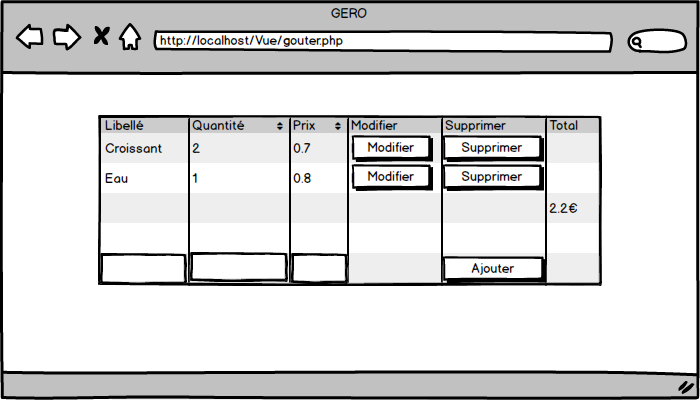 GERO
http://localhost/Vue/gouter.php
Libellé Quantité Prix Modifier Supprimer Total
Croissant 2 0.7 Modifier Supprimer
Eau 1 0.8 Modifier Supprimer
2.2€
Ajouter